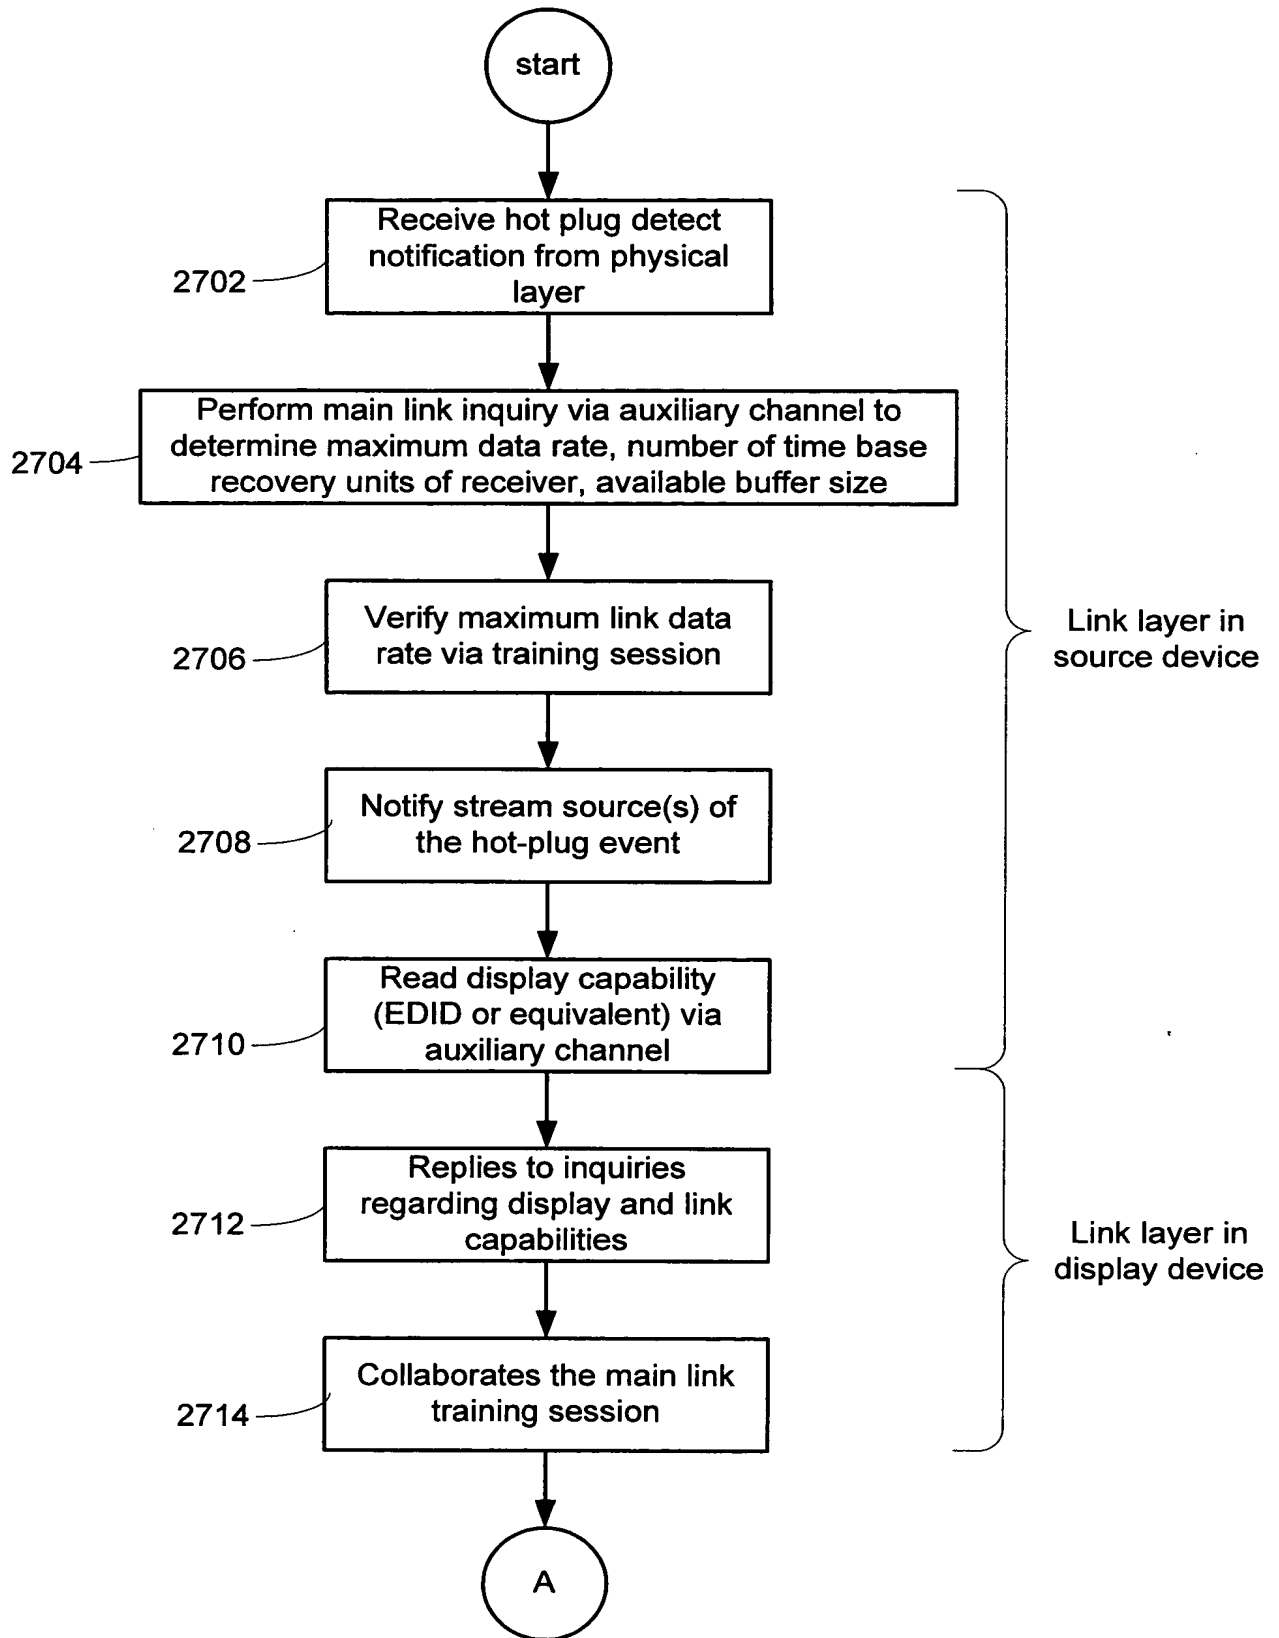 start
Receive hot plug detect
notification from physical
layer
2702
Perform main link inquiry via auxiliary channel to
determine maximum data rate, number of time base
recovery units of receiver, available buffer size
2704
Verify maximum link data
rate via training session
2706
Link layer in
source device
Notify stream source(s) of
the hot-plug event
2708
Read display capability
(EDID or equivalent) via
auxiliary channel
2710
Replies to inquiries
regarding display and link
capabilities
2712
Link layer in
display device
Collaborates the main link
training session
2714
A